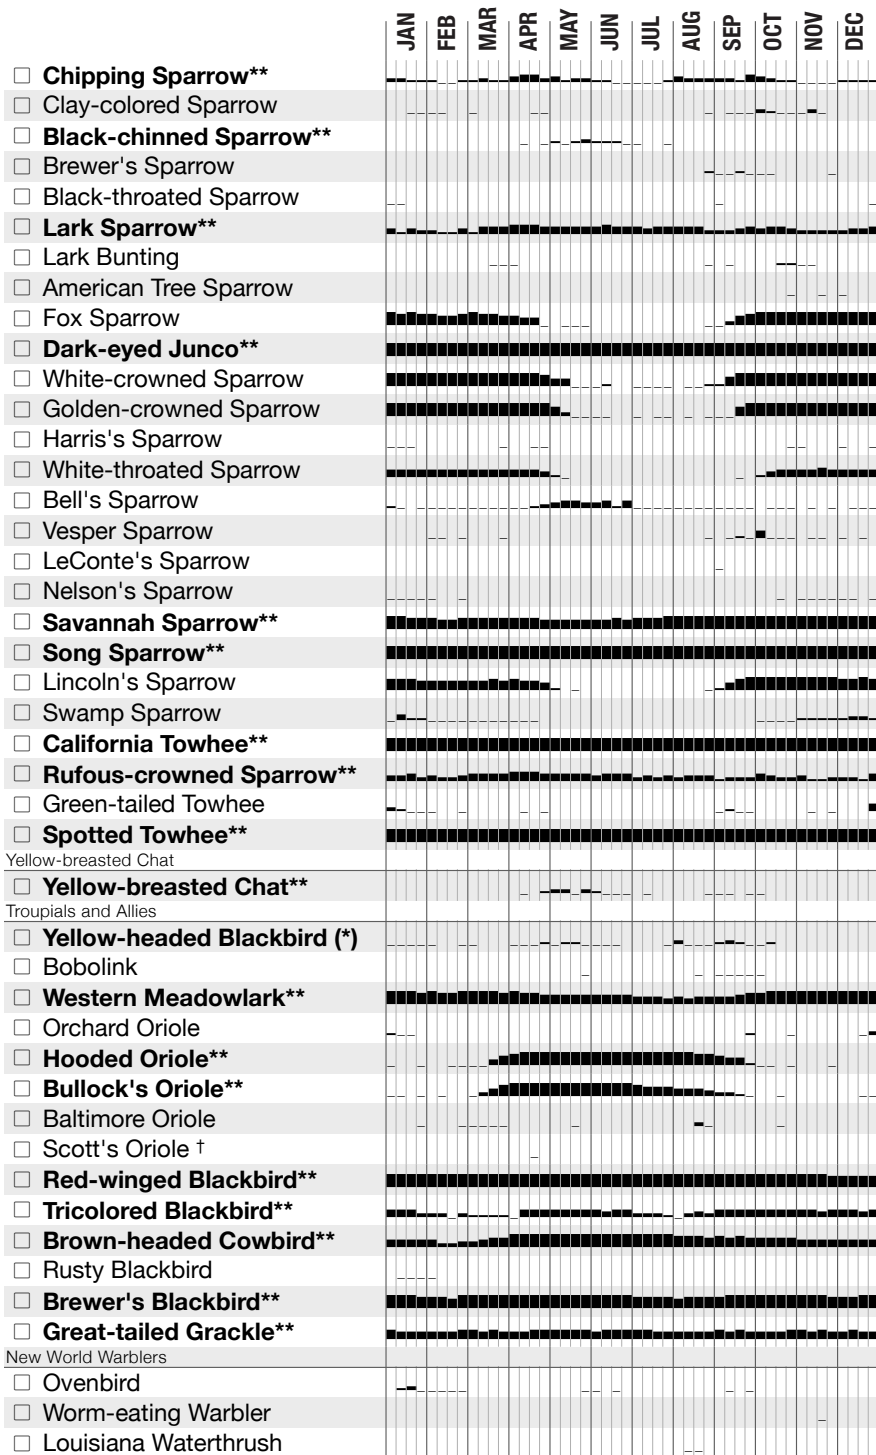 JAN FEB MAR APR MAY JUN JUL AUG SEP OCT NOV DEC
Chipping Sparrow**
Clay-colored Sparrow
Black-chinned Sparrow**
Brewer's Sparrow
Black-throated Sparrow
Lark Sparrow**
Lark Bunting
American Tree Sparrow
Fox Sparrow
Dark-eyed Junco**
White-crowned Sparrow
Golden-crowned Sparrow
Harris's Sparrow
White-throated Sparrow
Bell's Sparrow
Vesper Sparrow
LeConte's Sparrow
Nelson's Sparrow
Savannah Sparrow**
Song Sparrow**
Lincoln's Sparrow
Swamp Sparrow
California Towhee**
Rufous-crowned Sparrow**
Green-tailed Towhee
Spotted Towhee**
Yellow-breasted Chat
Yellow-breasted Chat**
Troupials and Allies
Yellow-headed Blackbird (*)
Bobolink
Western Meadowlark**
Orchard Oriole
Hooded Oriole**
Bullock's Oriole**
Baltimore Oriole
Scott's Oriole †
Red-winged Blackbird**
Tricolored Blackbird**
Brown-headed Cowbird**
Rusty Blackbird
Brewer's Blackbird**
Great-tailed Grackle**
New World Warblers
Ovenbird
Worm-eating Warbler
Louisiana Waterthrush